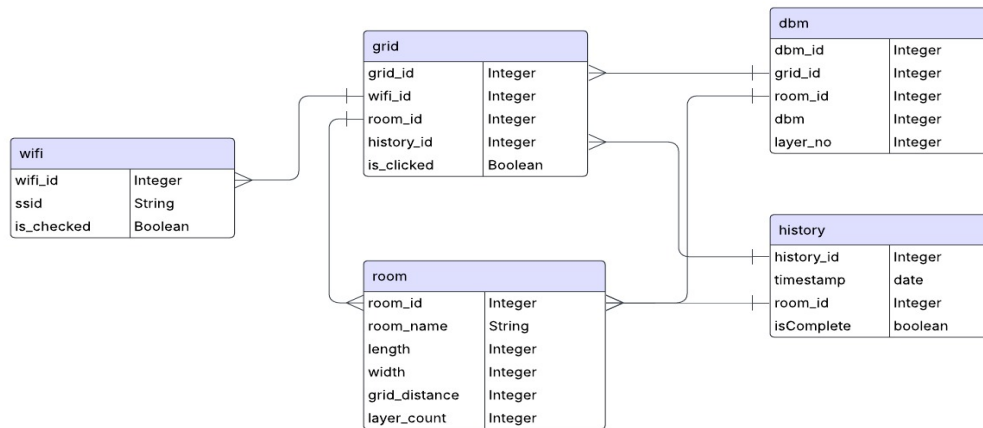 wifi
wifi_id Integer
ssid String
is_checked Boolean
grid
grid_id Integer
wifi_id Integer
room_id Integer
history_id Integer
is_clicked Boolean
room
room_id Integer
room_name String
length Integer
width Integer
grid_distance Integer
layer_count Integer
dbm
dbm_id Integer
grid_id Integer
room_id Integer
dbm Integer
layer_no Integer
history
history_id Integer
timestamp date
room_id Integer
isComplete boolean